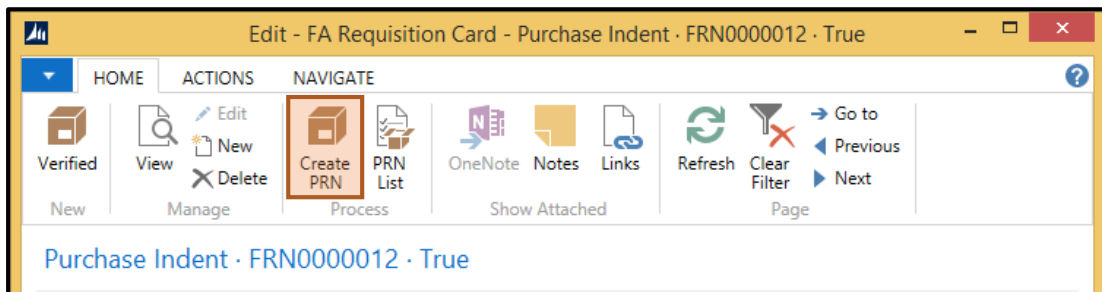 Edit - FA Requisition Card - Purchase Indent · FRN0000012 · True
HOME ACTIONS NAVIGATE
Verified
View
Edit
New
Delete
Create
PRN
PRN
List
OneNote
Notes
Links
Refresh
Clear
Filter
Go to
Previous
Next
New
Manage
Process
Show Attached
Page
Purchase Indent · FRN0000012 · True